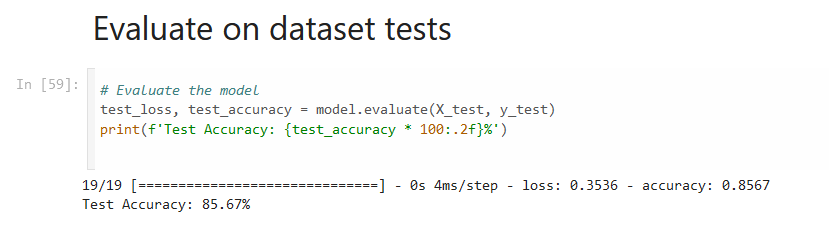 Evaluate on dataset tests
In [59]:
# Evaluate the model
test_loss, test_accuracy = model.evaluate(X_test, y_test)
print(f'Test Accuracy: {test_accuracy * 100:.2f}%')
19/19 [==============================] - 0s 4ms/step - loss: 0.3536 - accuracy: 0.8567
Test Accuracy: 85.67%